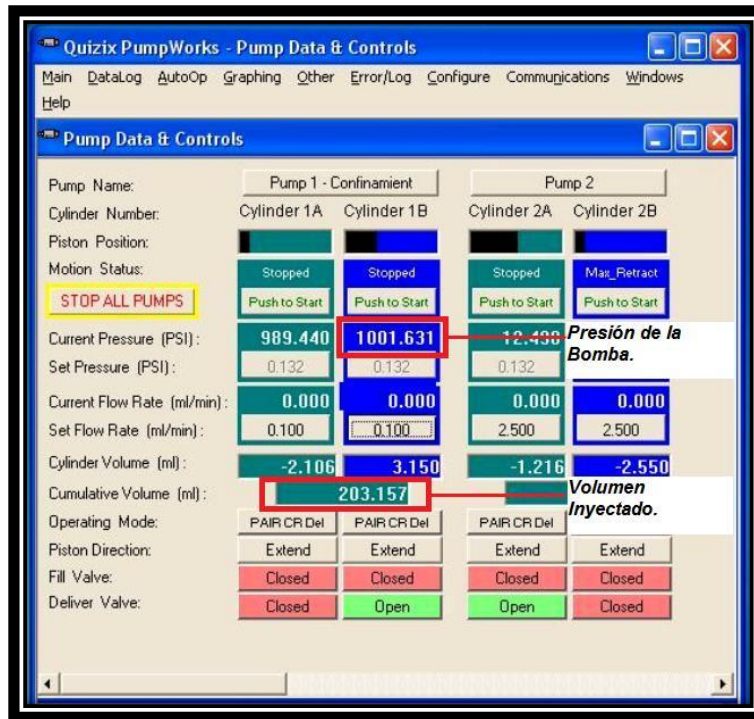 Quizix PumpWorks - Pump Data & Controls
Main DataLog AutoOp Graphing Other Error/Log Configure Communications Windows
Help
Pump Data & Controls
Pump Name: Pump 1 - Confinamient Pump 2
Cylinder Number: Cylinder 1A Cylinder 1B Cylinder 2A Cylinder 2B
Piston Position:
Motion Status: Stopped Stopped Stopped Max_Retract
STOP ALL PUMPS Push to Start Push to Start Push to Start Push to Start
Current Pressure (PSI): 989.440 1001.631 Presión de la
Bomba.
Set Pressure (PSI): 0.132 0.132 0.132
Current Flow Rate (ml/min): 0.000 0.000 0.000 0.000
Set Flow Rate (ml/min): 0.100 0.100 2.500 2.500
Cylinder Volume (ml): -2.106 3.150 -1.216 -2.550
Cumulative Volume (ml): 203.157 Volumen
Inyectado.
Operating Mode: PAIR CR Del PAIR CR Del PAIR CR Del
Piston Direction: Extend Extend Extend Extend
Fill Valve: Closed Closed Closed Closed
Deliver Valve: Closed Open Open Closed